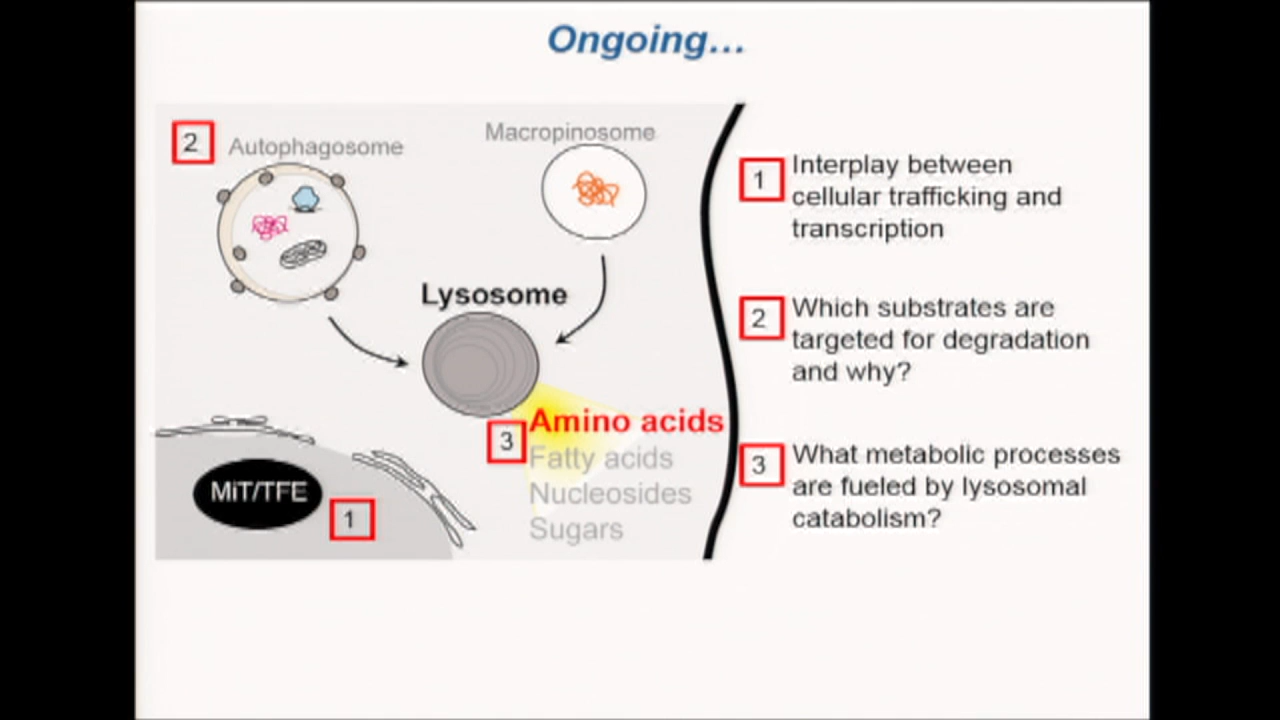 Ongoing...
2
Autophagosome
Macropinosome
Lysosome
Amino acids
3
Fatty acids
Nucleosides
Sugars
MiT/TFE
1
1
Interplay between
cellular trafficking and
transcription
2
Which substrates are
targeted for degradation
and why?
3
What metabolic processes
are fueled by lysosomal
catabolism?